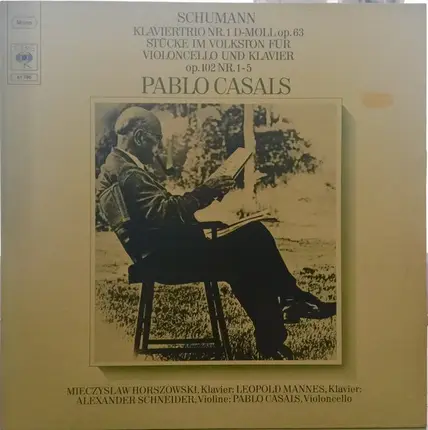 SCHUMANN
KLAVIERTRIO NR.1 D-MOLL op. 63
STÜCKE IM VOLKSTON FÜR
VIOLONCELLO UND KLAVIER
op. 102 NR. 1-5
PABLO CASALS
CBS
MIECZYSLAW HORSZOWSKI, Klavier; LEOPOLD MANNES, Klavier;
ALEXANDER SCHNEIDER, Violine; PABLO CASALS, Violoncello